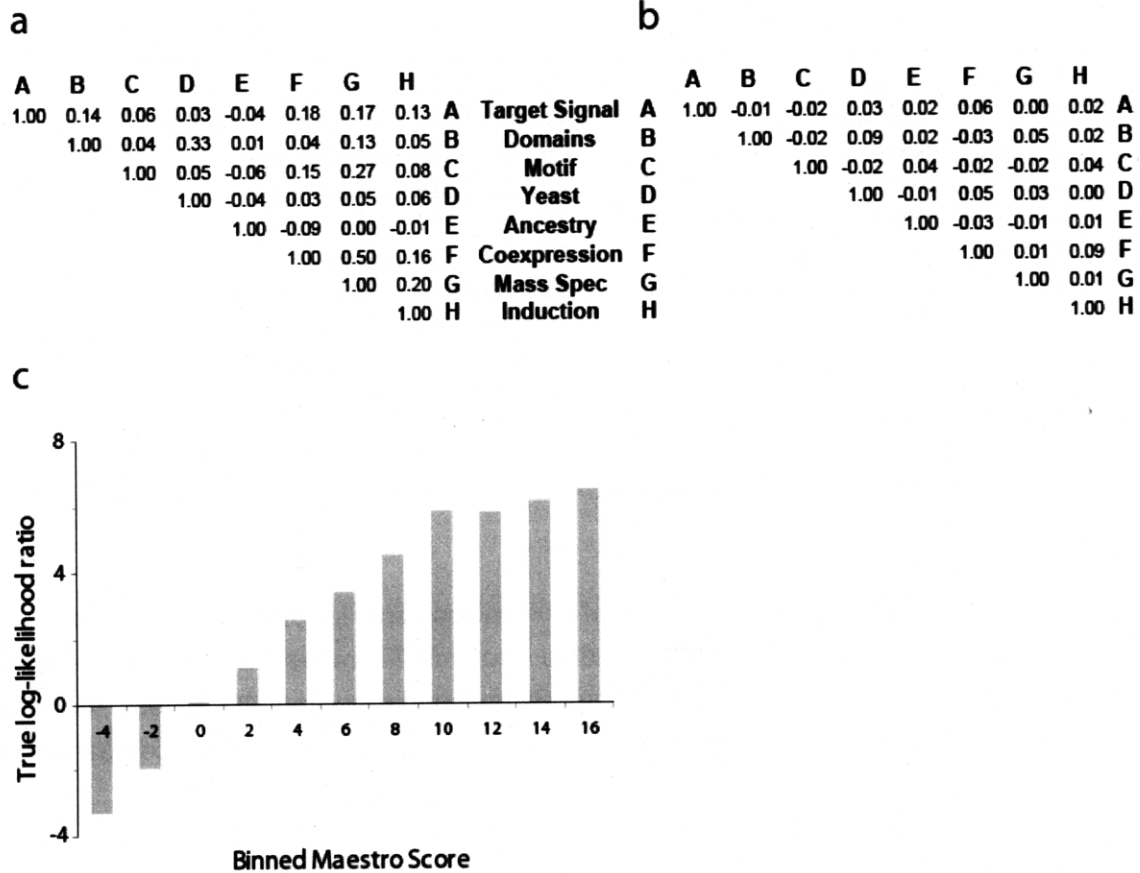 a
b
A B C D E F G H
1.00 0.14 0.06 0.03 -0.04 0.18 0.17 0.13 A
1.00 0.04 0.33 0.01 0.04 0.13 0.05 B
1.00 0.05 -0.06 0.15 0.27 0.08 C
1.00 -0.04 0.03 0.05 0.06 D
1.00 -0.09 0.00 -0.01 E
1.00 0.50 0.16 F
1.00 0.20 G
1.00 H
Target Signal
Domains
Motif
Yeast
Ancestry
Coexpression
Mass Spec
Induction
A
B
C
D
E
F
G
H
A B C D E F G H
1.00 -0.01 -0.02 0.03 0.02 0.06 0.00 0.02 A
1.00 -0.02 0.09 0.02 -0.03 0.05 0.02 B
1.00 -0.02 0.04 -0.02 -0.02 0.04 C
1.00 -0.01 0.05 0.03 0.00 D
1.00 -0.03 -0.01 0.01 E
1.00 0.01 0.09 F
1.00 0.01 G
1.00 H
c
True log-likelihood ratio
8
4
0
-4
-4 -2 0 2 4 6 8 10 12 14 16
Binned Maestro Score